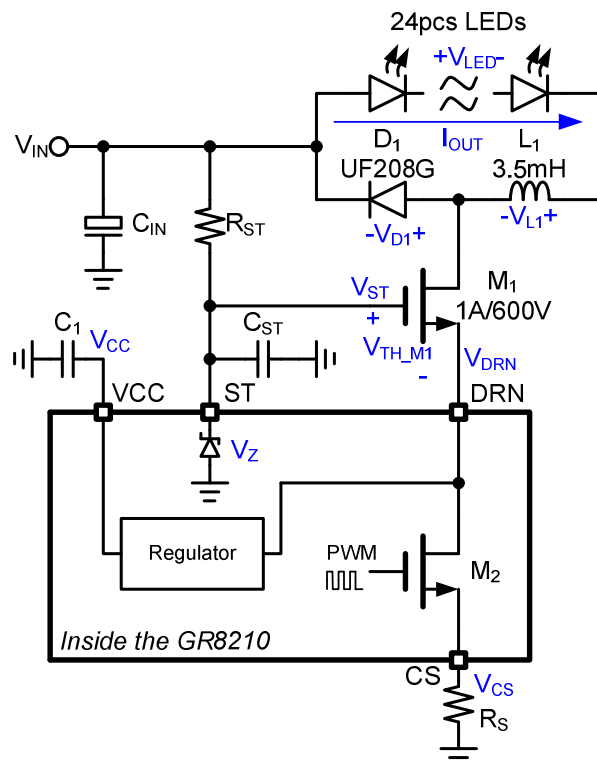 24pcs LEDs
+VLED-
VIN
D1
IOUT
L1
UF208G
3.5mH
CIN
RST
-VD1+
-VL1+
VST
M1
+
1A/600V
C1
VCC
CST
VTH_M1
VDRN
-
VCC
ST
DRN
VZ
Regulator
PWM
M2
Inside the GR8210
CS
VCS
RS